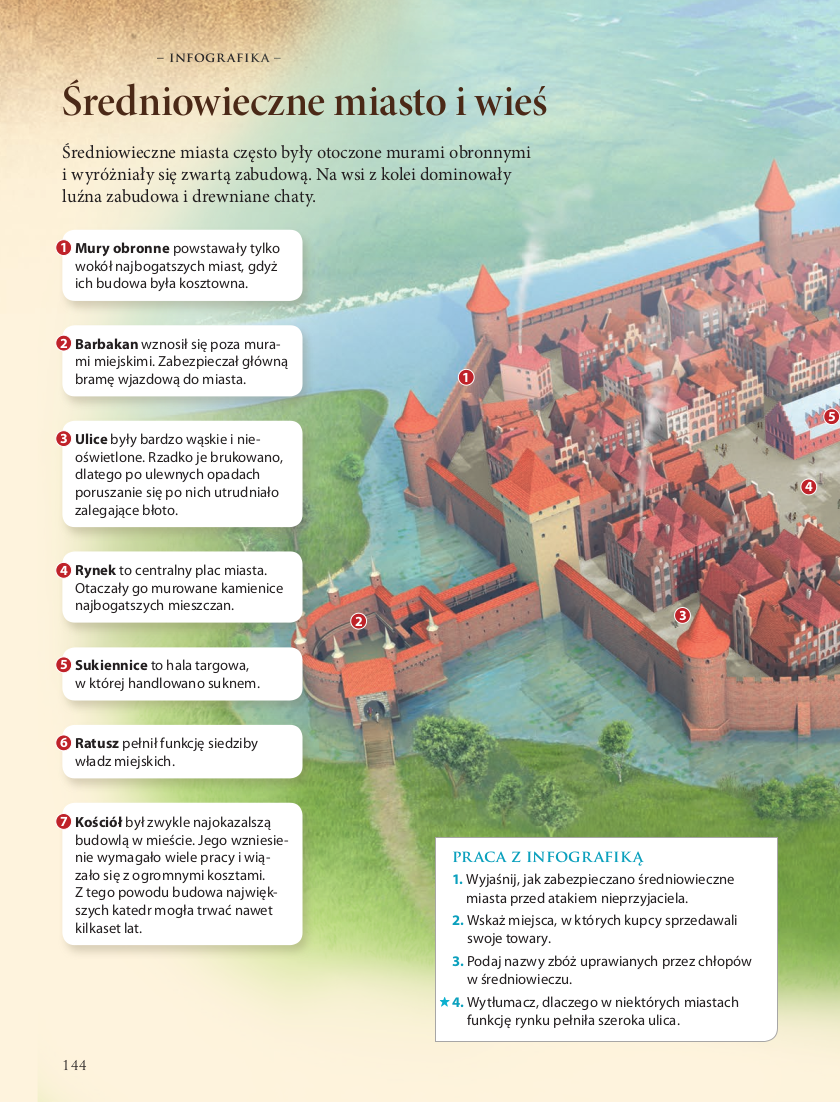 – INFOGRAFIKA –
Średniowieczne miasto i wieś
Średniowieczne miasta często były otoczone murami obronnymi
i wyróżniały się zwartą zabudową. Na wsi z kolei dominowały
luźna zabudowa i drewniane chaty.
1 Mury obronne powstawały tylko
wokół najbogatszych miast, gdyż
ich budowa była kosztowna.
2 Barbakan wznosił się poza mura-
mi miejskimi. Zabezpieczał główną
bramę wjazdową do miasta.
3 Ulice były bardzo wąskie i nie-
oświetlone. Rzadko je brukowano,
dlatego po ulewnych opadach
poruszanie się po nich utrudniało
zalegające błoto.
4 Rynek to centralny plac miasta.
Otaczały go murowane kamienice
najbogatszych mieszczan.
5 Sukiennice to hala targowa,
w której handlowano suknem.
6 Ratusz pełnił funkcję siedziby
władz miejskich.
7 Kościół był zwykle najokazalszą
budowlą w mieście. Jego wzniesie-
nie wymagało wiele pracy i wią-
zało się z ogromnymi kosztami.
Z tego powodu budowa najwięk-
szych katedr mogła trwać nawet
kilkaset lat.
1
5
4
3
2
PRACA Z INFOGRAFIKĄ
1. Wyjaśnij, jak zabezpieczano średniowieczne
miasta przed atakiem nieprzyjaciela.
2. Wskaż miejsca, w których kupcy sprzedawali
swoje towary.
3. Podaj nazwy zbóż uprawianych przez chłopów
w średniowieczu.
★4. Wytłumacz, dlaczego w niektórych miastach
funkcję rynku pełniła szeroka ulica.
144